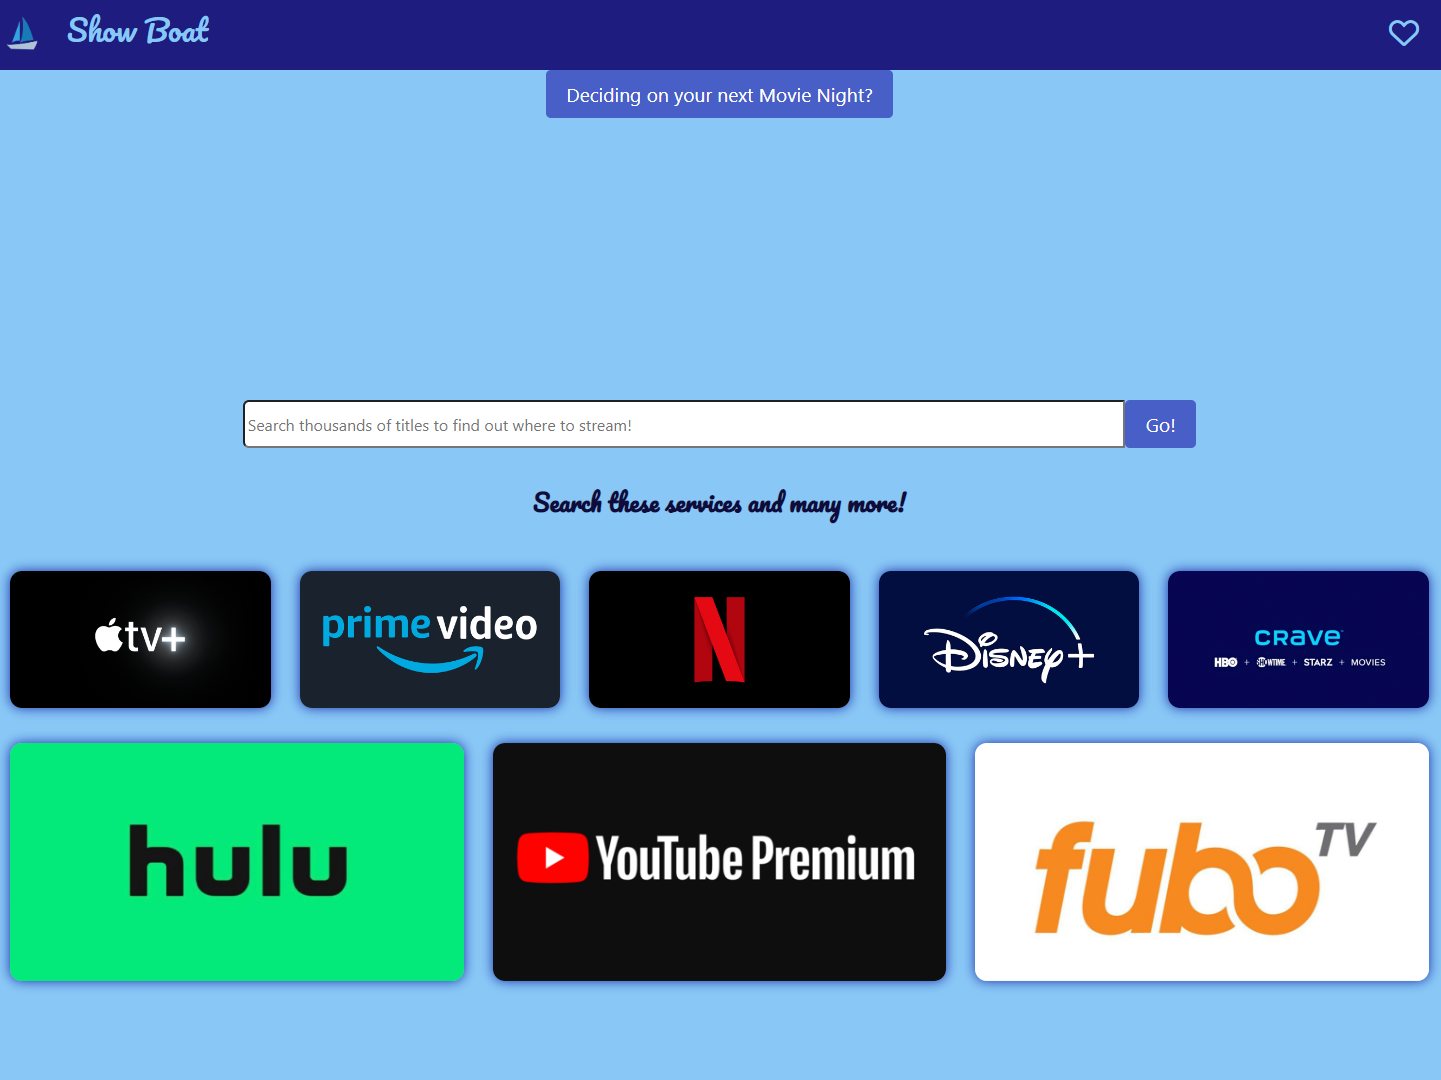 Show Boat
Deciding on your next Movie Night?
Search thousands of titles to find out where to stream!
Go!
Search these services and many more!
tv+
prime video
N
Disney+
crave
HBO + SHOWTIME + STARZ + MOVIES
hulu
YouTube Premium
fubo TV